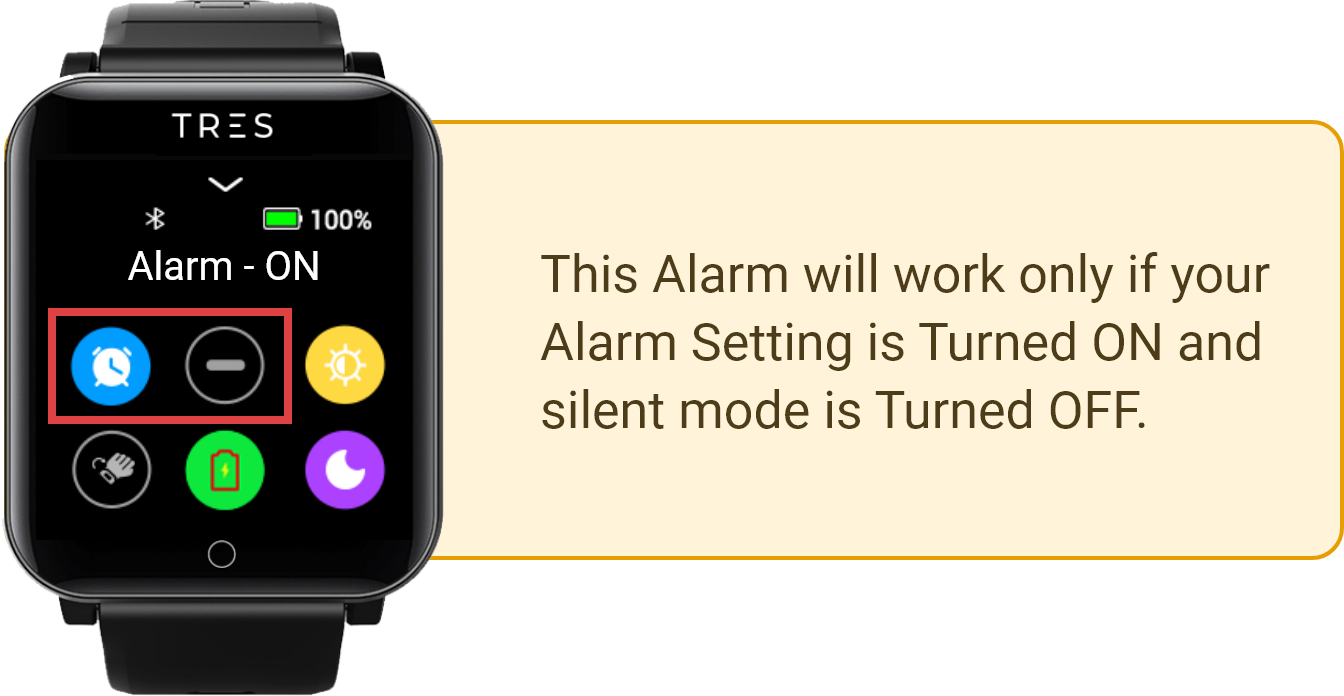 TRES
100%
Alarm - ON
This Alarm will work only if your
Alarm Setting is Turned ON and
silent mode is Turned OFF.